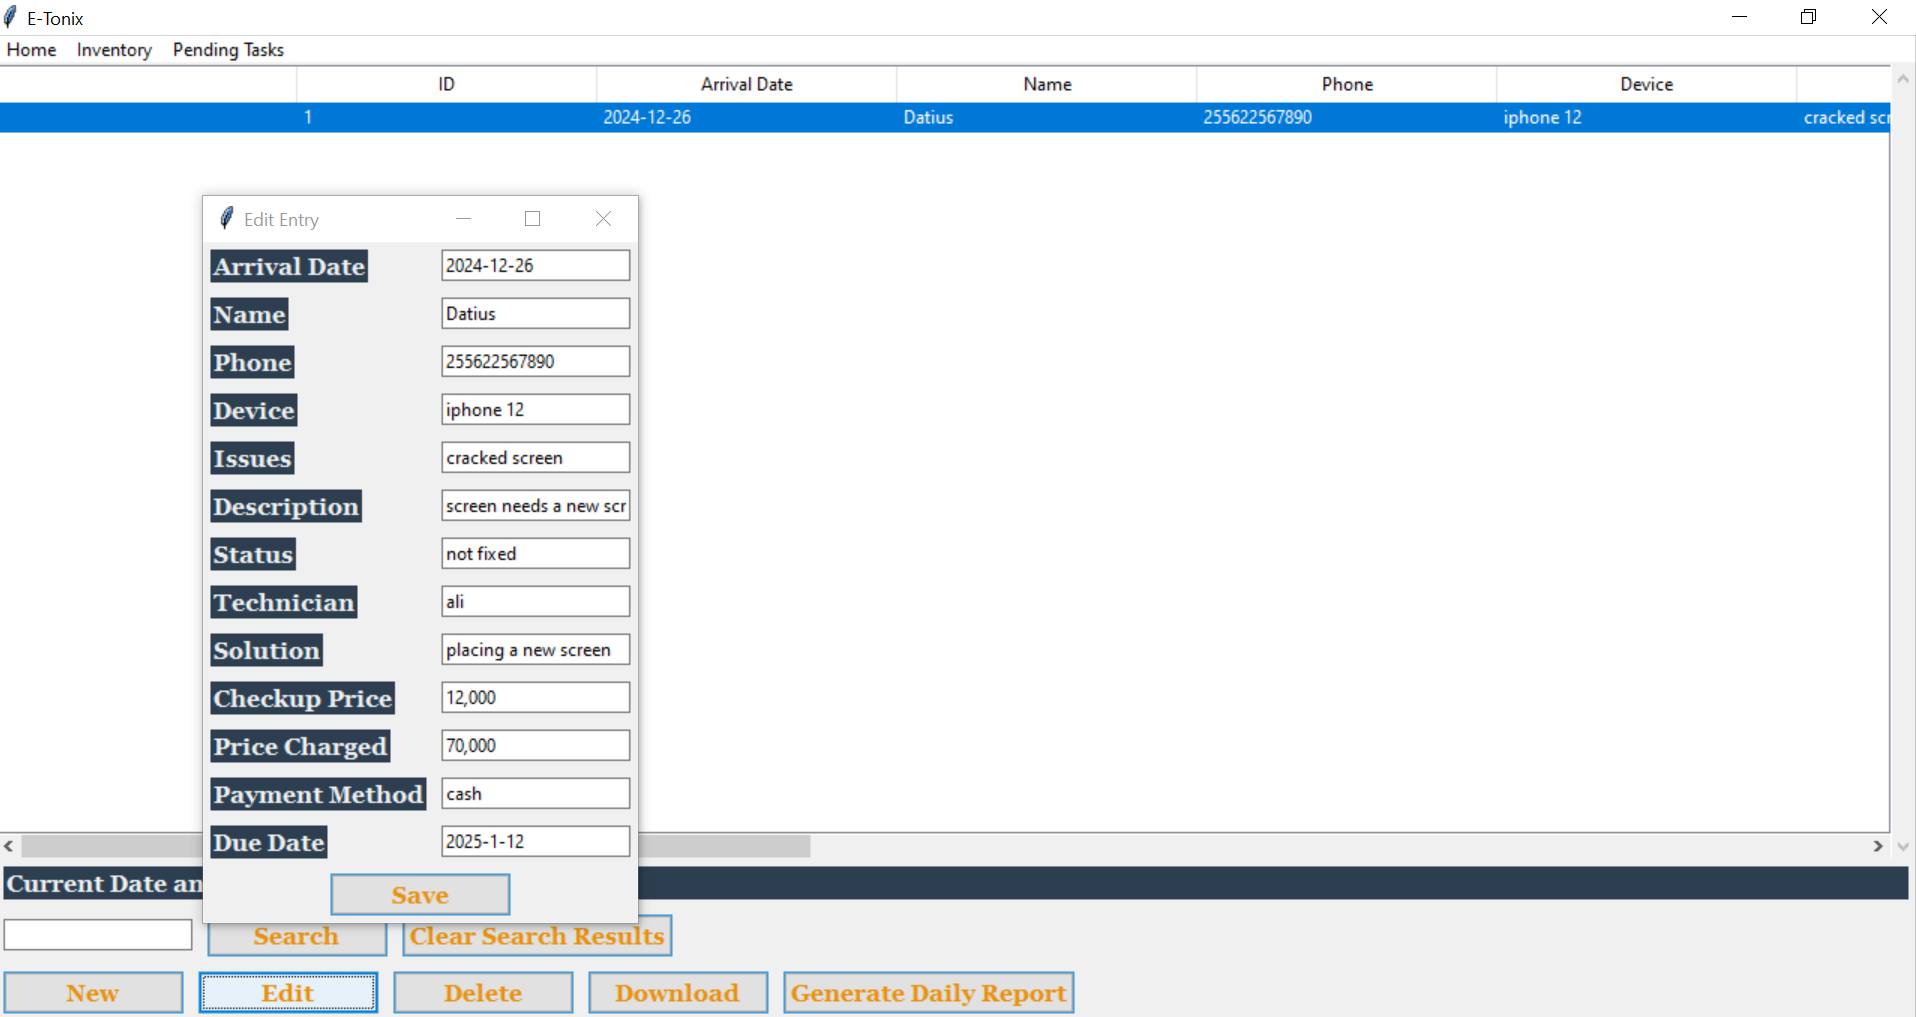 E-Tonix
Home Inventory Pending Tasks
ID Arrival Date Name Phone Device
1 2024-12-26 Datius 255622567890 iphone 12 cracked scr
Edit Entry
Arrival Date 2024-12-26
Name Datius
Phone 255622567890
Device iphone 12
Issues cracked screen
Description screen needs a new scr
Status not fixed
Technician ali
Solution placing a new screen
Checkup Price 12,000
Price Charged 70,000
Payment Method cash
Due Date 2025-1-12
Save
Current Date an
Search Clear Search Results
New Edit Delete Download Generate Daily Report